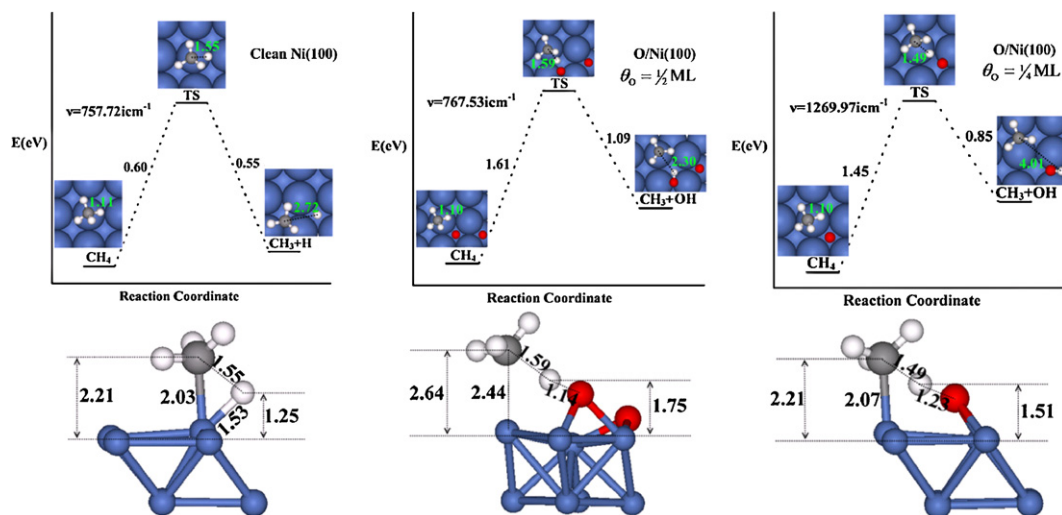 1.55
Clean Ni(100)
TS
ν=757.72icm⁻¹
E(eV)
0.60
0.55
1.11
2.72
CH₄
CH₃+H
Reaction Coordinate
1.59
O/Ni(100)
θ₀ = ½ ML
TS
ν=767.53icm⁻¹
E(eV)
1.61
1.09
2.30
1.10
CH₃+OH
CH₄
Reaction Coordinate
1.49
O/Ni(100)
θ₀ = ¼ ML
TS
ν=1269.97icm⁻¹
E(eV)
1.45
0.85
4.01
1.10
CH₃+OH
CH₄
Reaction Coordinate
1.55
2.21
2.03
1.53
1.25
1.59
1.14
2.64
2.44
1.75
1.49
1.23
2.21
2.07
1.51